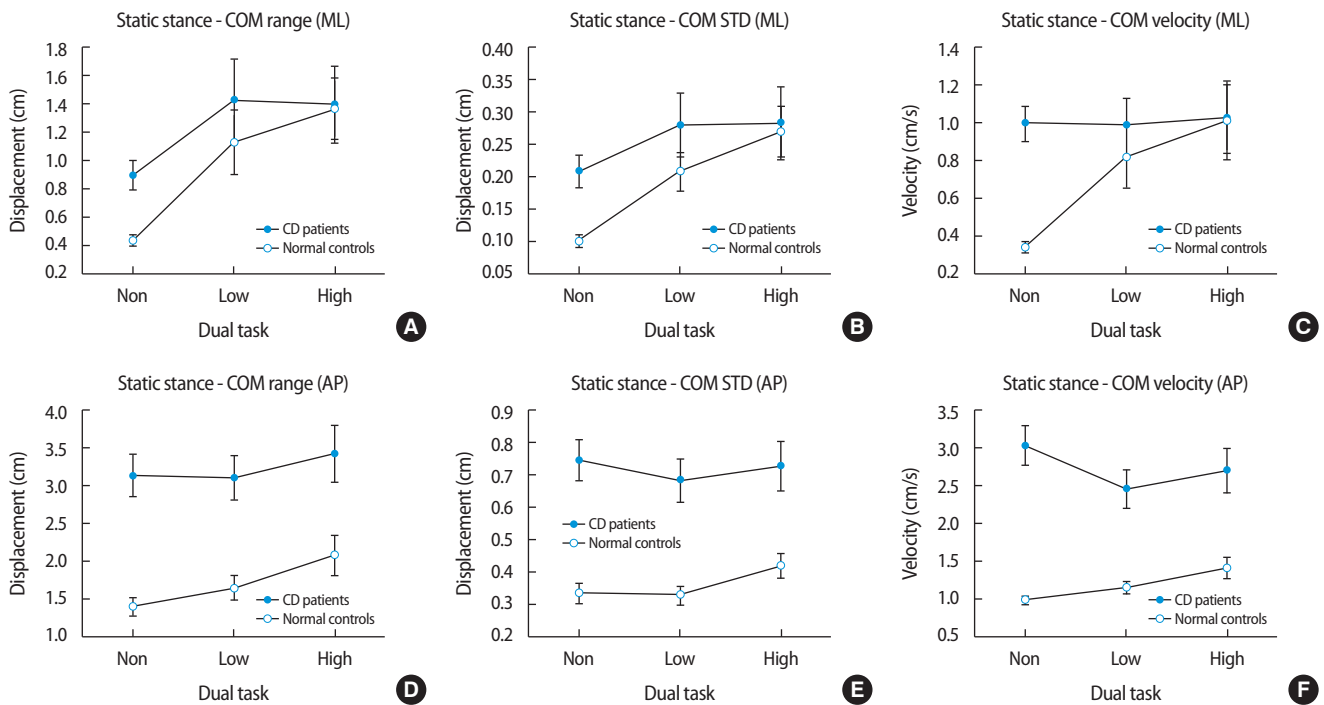 Static stance - COM range (ML)
Displacement (cm)
1.8
1.6
1.4
1.2
1.0
0.8
0.6
0.4
0.2
CD patients
Normal controls
Non Low High
Dual task
A
Static stance - COM STD (ML)
Displacement (cm)
0.40
0.35
0.30
0.25
0.20
0.15
0.10
0.05
CD patients
Normal controls
Non Low High
Dual task
B
Static stance - COM velocity (ML)
Velocity (cm/s)
1.4
1.2
1.0
0.8
0.6
0.4
0.2
CD patients
Normal controls
Non Low High
Dual task
C
Static stance - COM range (AP)
Displacement (cm)
4.0
3.5
3.0
2.5
2.0
1.5
1.0
CD patients
Normal controls
Non Low High
Dual task
D
Static stance - COM STD (AP)
Displacement (cm)
0.9
0.8
0.7
0.6
0.5
0.4
0.3
0.2
CD patients
Normal controls
Non Low High
Dual task
E
Static stance - COM velocity (AP)
Velocity (cm/s)
3.5
3.0
2.5
2.0
1.5
1.0
0.5
CD patients
Normal controls
Non Low High
Dual task
F